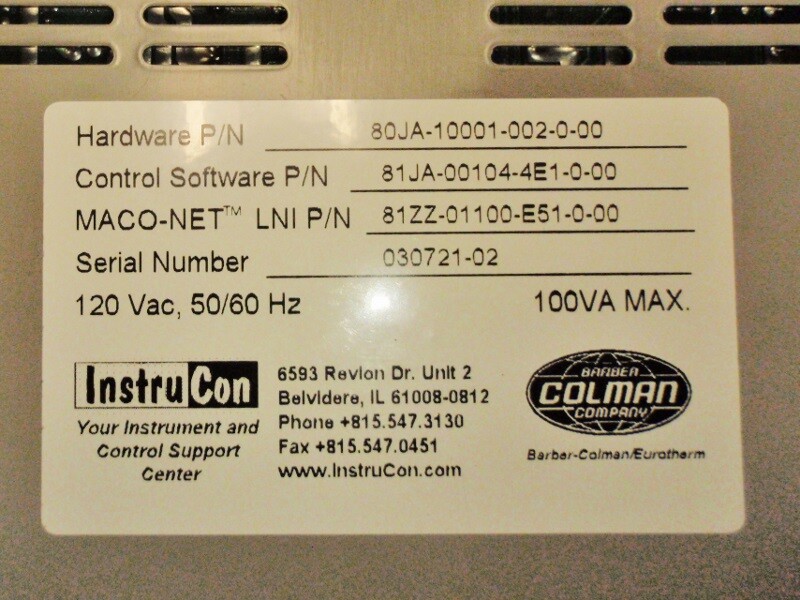 Hardware P/N 80JA-10001-002-0-00
Control Software P/N 81JA-00104-4E1-0-00
MACO-NET™ LNI P/N 81ZZ-01100-E51-0-00
Serial Number 030721-02
120 Vac, 50/60 Hz 100VA MAX.
InstruCon
Your Instrument and
Control Support
Center
6593 Revlon Dr. Unit 2
Belvidere, IL 61008-0812
Phone +815.547.3130
Fax +815.547.0451
www.InstruCon.com
BARBER
COLMAN
COMPANY
Barber-Colman/Eurotherm